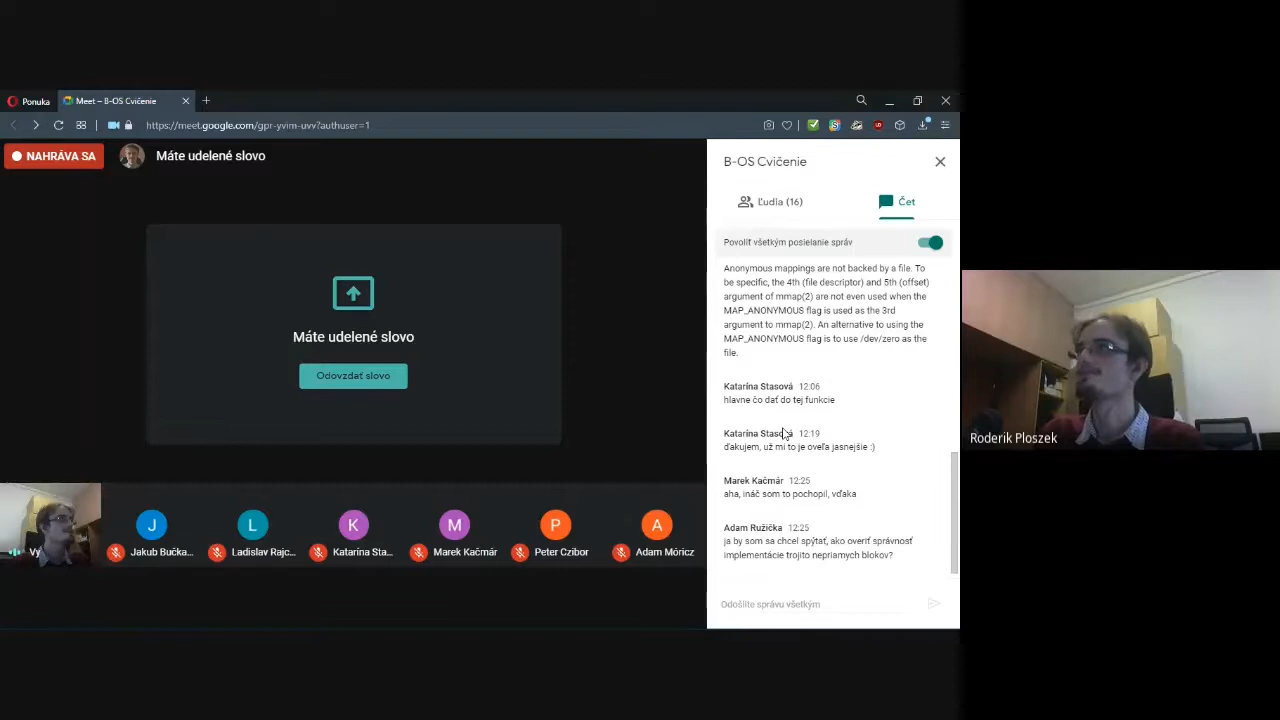 Ponuka
Meet – B-OS Cvičenie
https://meet.google.com/gpr-yvim-uvv?authuser=1
NAHRÁVA SA
Máte udelené slovo
B-OS Cvičenie
Ľudia (16)
Čet
Povoliť všetkým posielanie správ
Anonymous mappings are not backed by a file. To
be specific, the 4th (file descriptor) and 5th (offset)
argument of mmap(2) are not even used when the
MAP_ANONYMOUS flag is used as the 3rd
argument to mmap(2). An alternative to using the
MAP_ANONYMOUS flag is to use /dev/zero as the
file.
Máte udelené slovo
Odovzdať slovo
Katarína Stasová 12:06
hlavne čo dať do tej funkcie
Katarína Stasová 12:19
ďakujem, už mi to je oveľa jasnejšie :)
Marek Kačmár 12:25
aha, ináč som to pochopil, vďaka
Adam Ružička 12:25
ja by som sa chcel spýtať, ako overiť správnosť
implementácie trojito nepriamych blokov?
Odošlite správu všetkým
J
L
K
M
P
A
Vy
Jakub Bučka...
Ladislav Rajc...
Katarína Sta...
Marek Kačmár
Peter Czibor
Adam Móricz
Roderik Ploszek